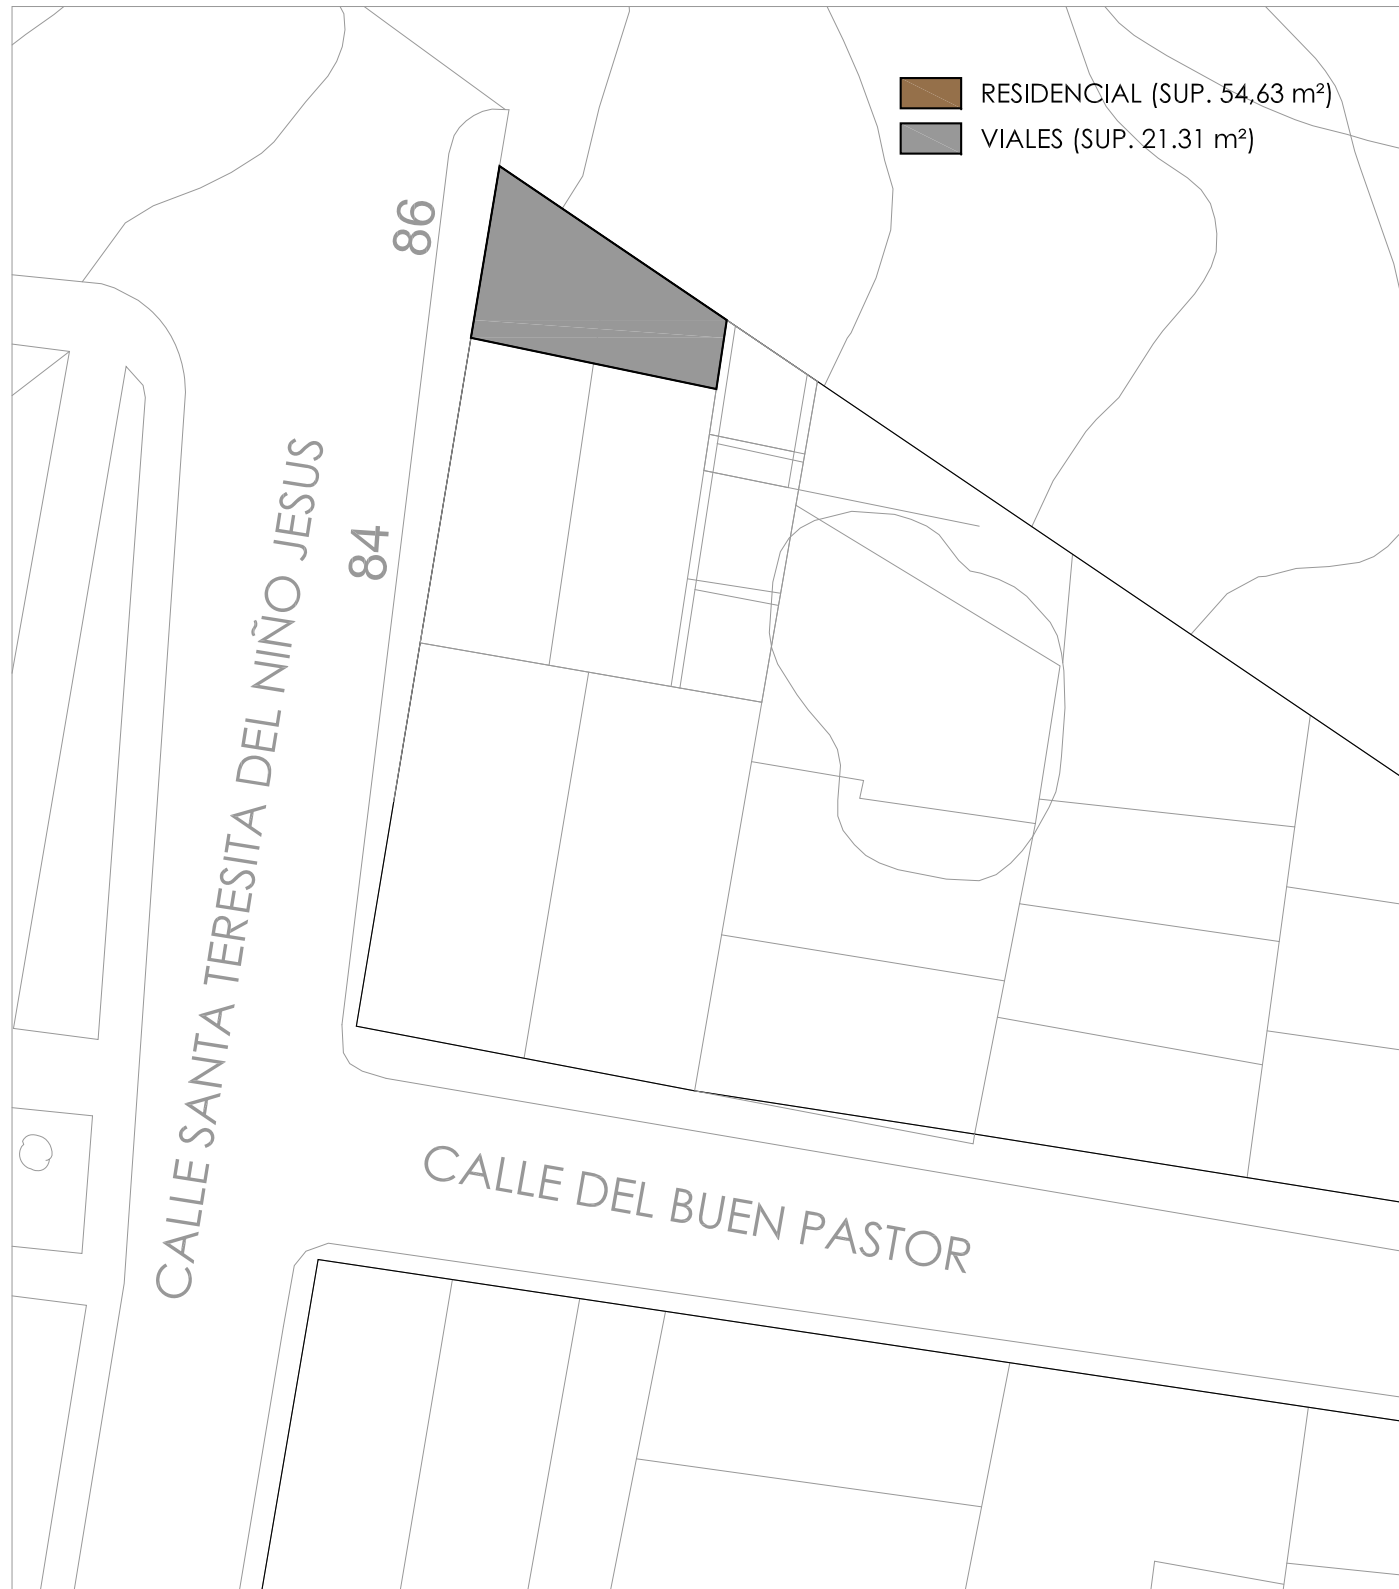 RESIDENCIAL (SUP. 54,63 m²)
VIALES (SUP. 21.31 m²)
86
84
CALLE SANTA TERESITA DEL NIÑO JESUS
CALLE DEL BUEN PASTOR